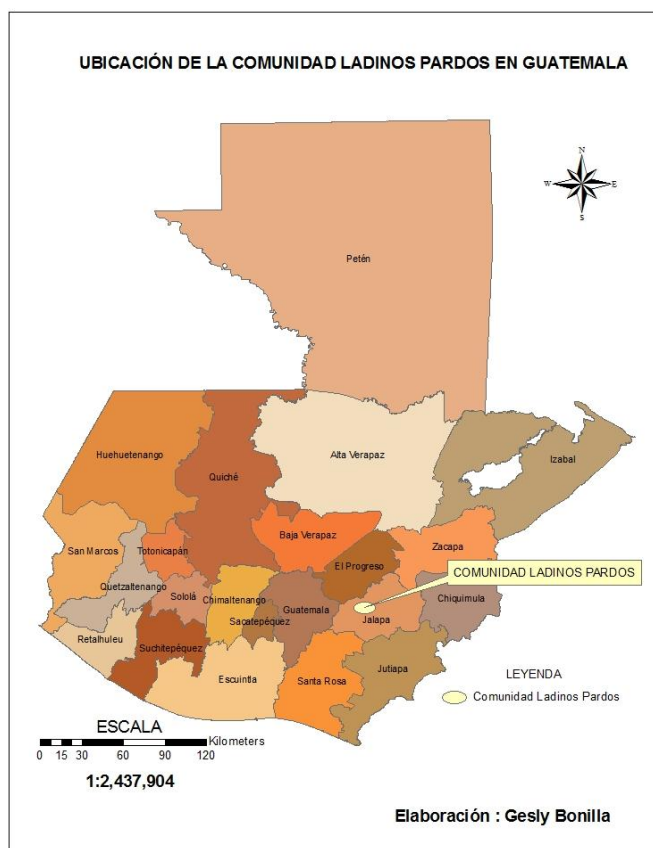 UBICACIÓN DE LA COMUNIDAD LADINOS PARDOS EN GUATEMALA
N
W E
S
Petén
Huehuetenango
Quiché
Alta Verapaz
Izabal
San Marcos
Totonicapán
Baja Verapaz
El Progreso
Zacapa
COMUNIDAD LADINOS PARDOS
Quetzaltenango
Sololá
Chimaltenango
Guatemala
Chiquimula
Sacatepéquez
Jalapa
Retalhuleu
Suchitepéquez
Escuintla
Santa Rosa
Jutiapa
LEYENDA
Comunidad Ladinos Pardos
ESCALA
Kilometers
0 15 30 60 90 120
1:2,437,904
Elaboración : Gesly Bonilla